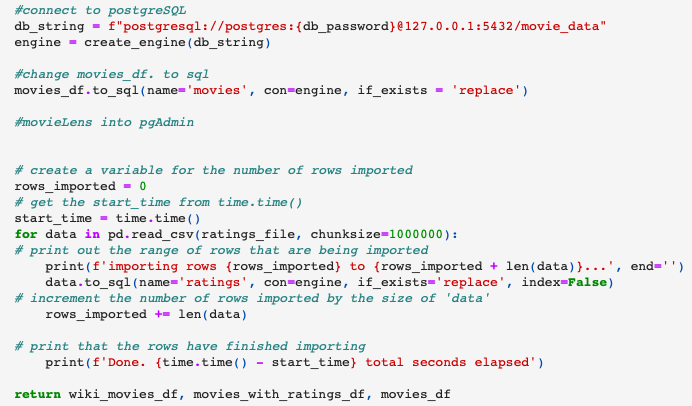 #connect to postgreSQL
db_string = f"postgresql://postgres:{db_password}@127.0.0.1:5432/movie_data"
engine = create_engine(db_string)
#change movies_df. to sql
movies_df.to_sql(name='movies', con=engine, if_exists = 'replace')
#movieLens into pgAdmin
# create a variable for the number of rows imported
rows_imported = 0
# get the start_time from time.time()
start_time = time.time()
for data in pd.read_csv(ratings_file, chunksize=1000000):
# print out the range of rows that are being imported
    print(f'importing rows {rows_imported} to {rows_imported + len(data)}...', end='')
    data.to_sql(name='ratings', con=engine, if_exists='replace', index=False)
# increment the number of rows imported by the size of 'data'
    rows_imported += len(data)
# print that the rows have finished importing
    print(f'Done. {time.time() - start_time} total seconds elapsed')
return wiki_movies_df, movies_with_ratings_df, movies_df